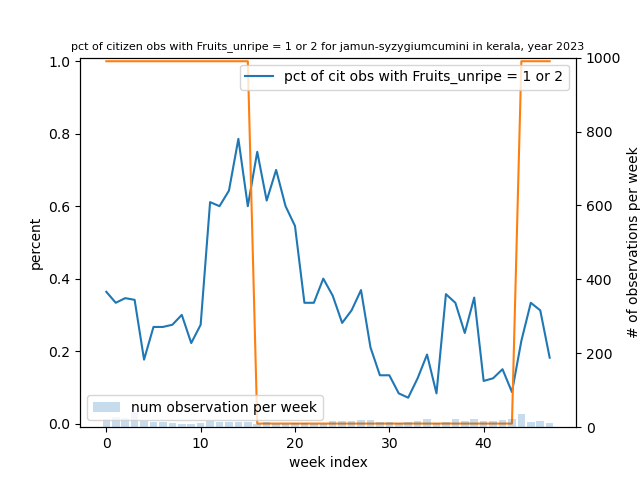 pct of citizen obs with Fruits_unripe = 1 or 2 for jamun-syzygiumcumini in kerala, year 2023
pct of cit obs with Fruits_unripe = 1 or 2
num observation per week
percent
1.0
0.8
0.6
0.4
0.2
0.0
# of observations per week
1000
800
600
400
200
0
0 10 20 30 40
week index